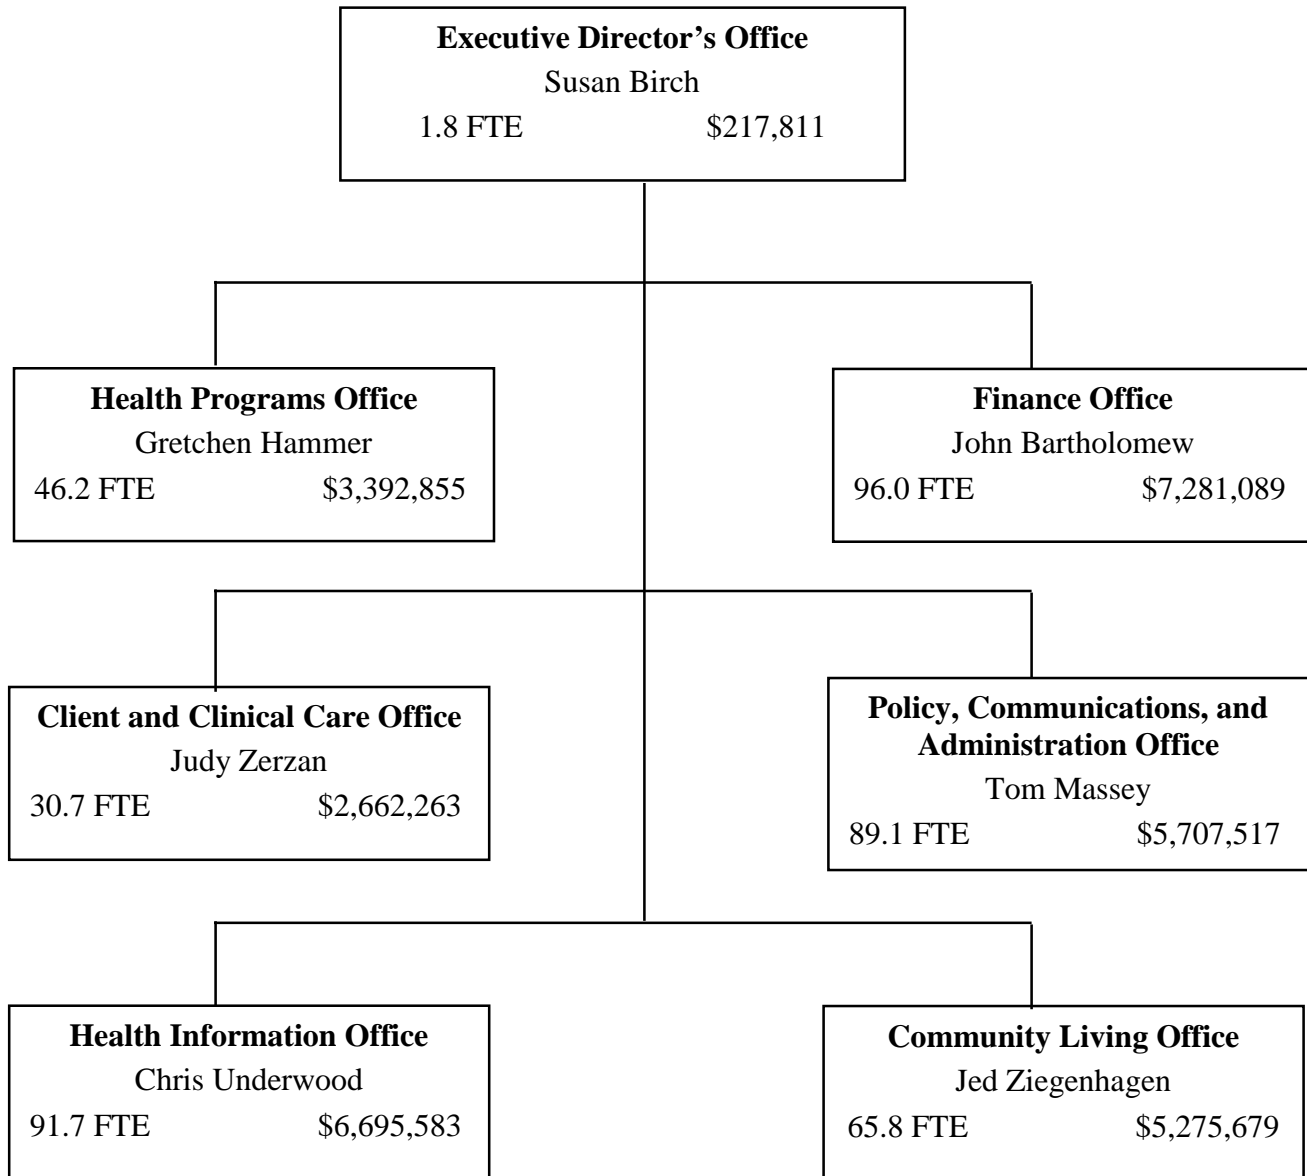 Executive Director’s Office
Susan Birch
1.8 FTE $217,811
Health Programs Office
Gretchen Hammer
46.2 FTE $3,392,855
Finance Office
John Bartholomew
96.0 FTE $7,281,089
Client and Clinical Care Office
Judy Zerzan
30.7 FTE $2,662,263
Policy, Communications, and
Administration Office
Tom Massey
89.1 FTE $5,707,517
Health Information Office
Chris Underwood
91.7 FTE $6,695,583
Community Living Office
Jed Ziegenhagen
65.8 FTE $5,275,679